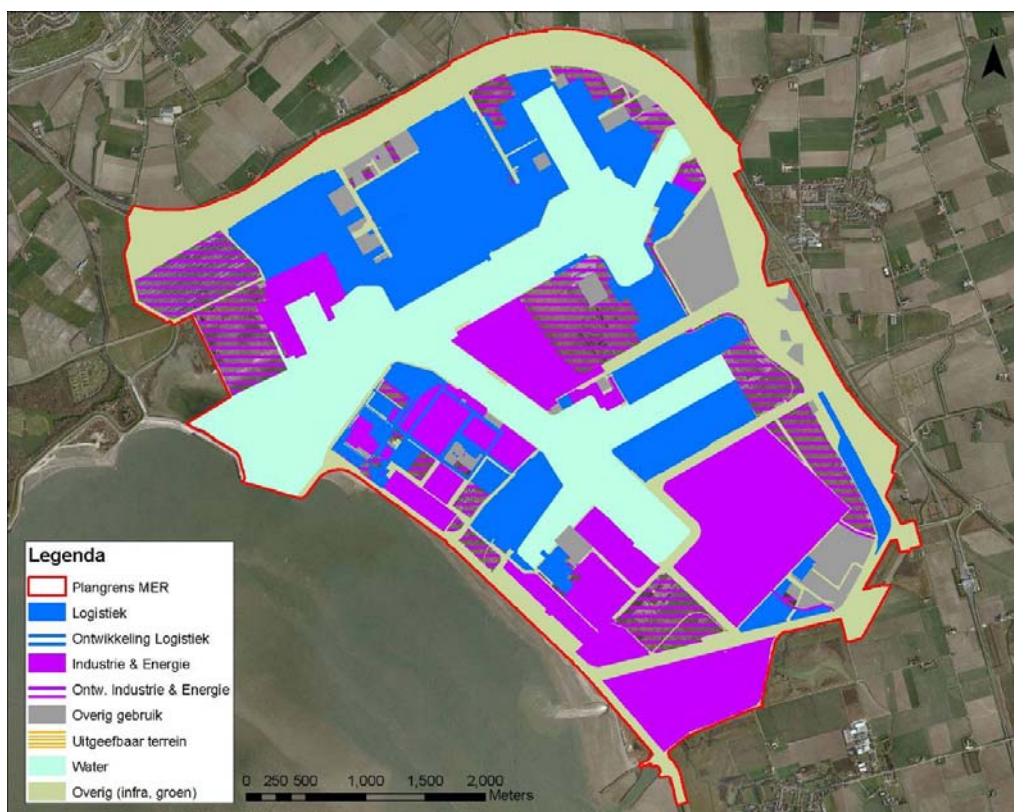 N
Legenda
Plangrens MER
Logistiek
Ontwikkeling Logistiek
Industrie & Energie
Ontw. Industrie & Energie
Overig gebruik
Uitgeefbaar terrein
Water
Overig (infra, groen)
0 250 500 1,000 1,500 2,000
Meters